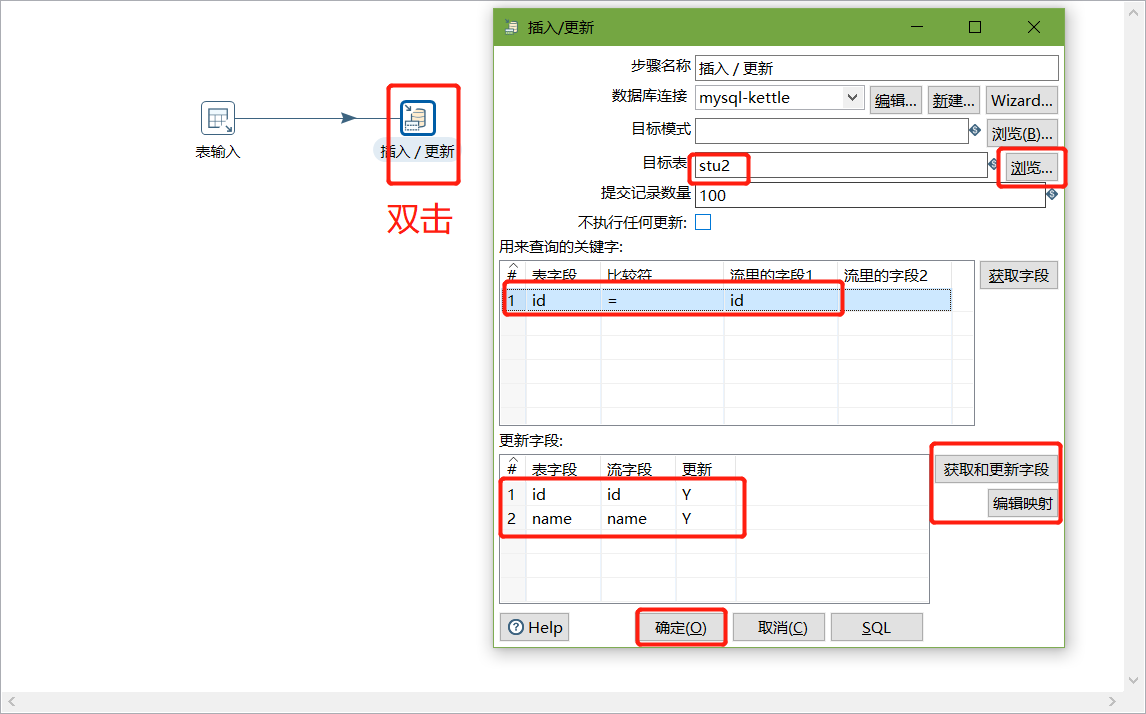 插入/更新
步骤名称 插入 / 更新
数据库连接 mysql-kettle 编辑... 新建... Wizard...
目标模式 浏览(B)...
目标表 stu2 浏览...
提交记录数量 100
不执行任何更新:
用来查询的关键字:
# 表字段 比较符 流里的字段1 流里的字段2 获取字段
1 id = id
更新字段:
# 表字段 流字段 更新 获取和更新字段
1 id id Y 编辑映射
2 name name Y
Help 确定(O) 取消(C) SQL
表输入 插入 / 更新
双击